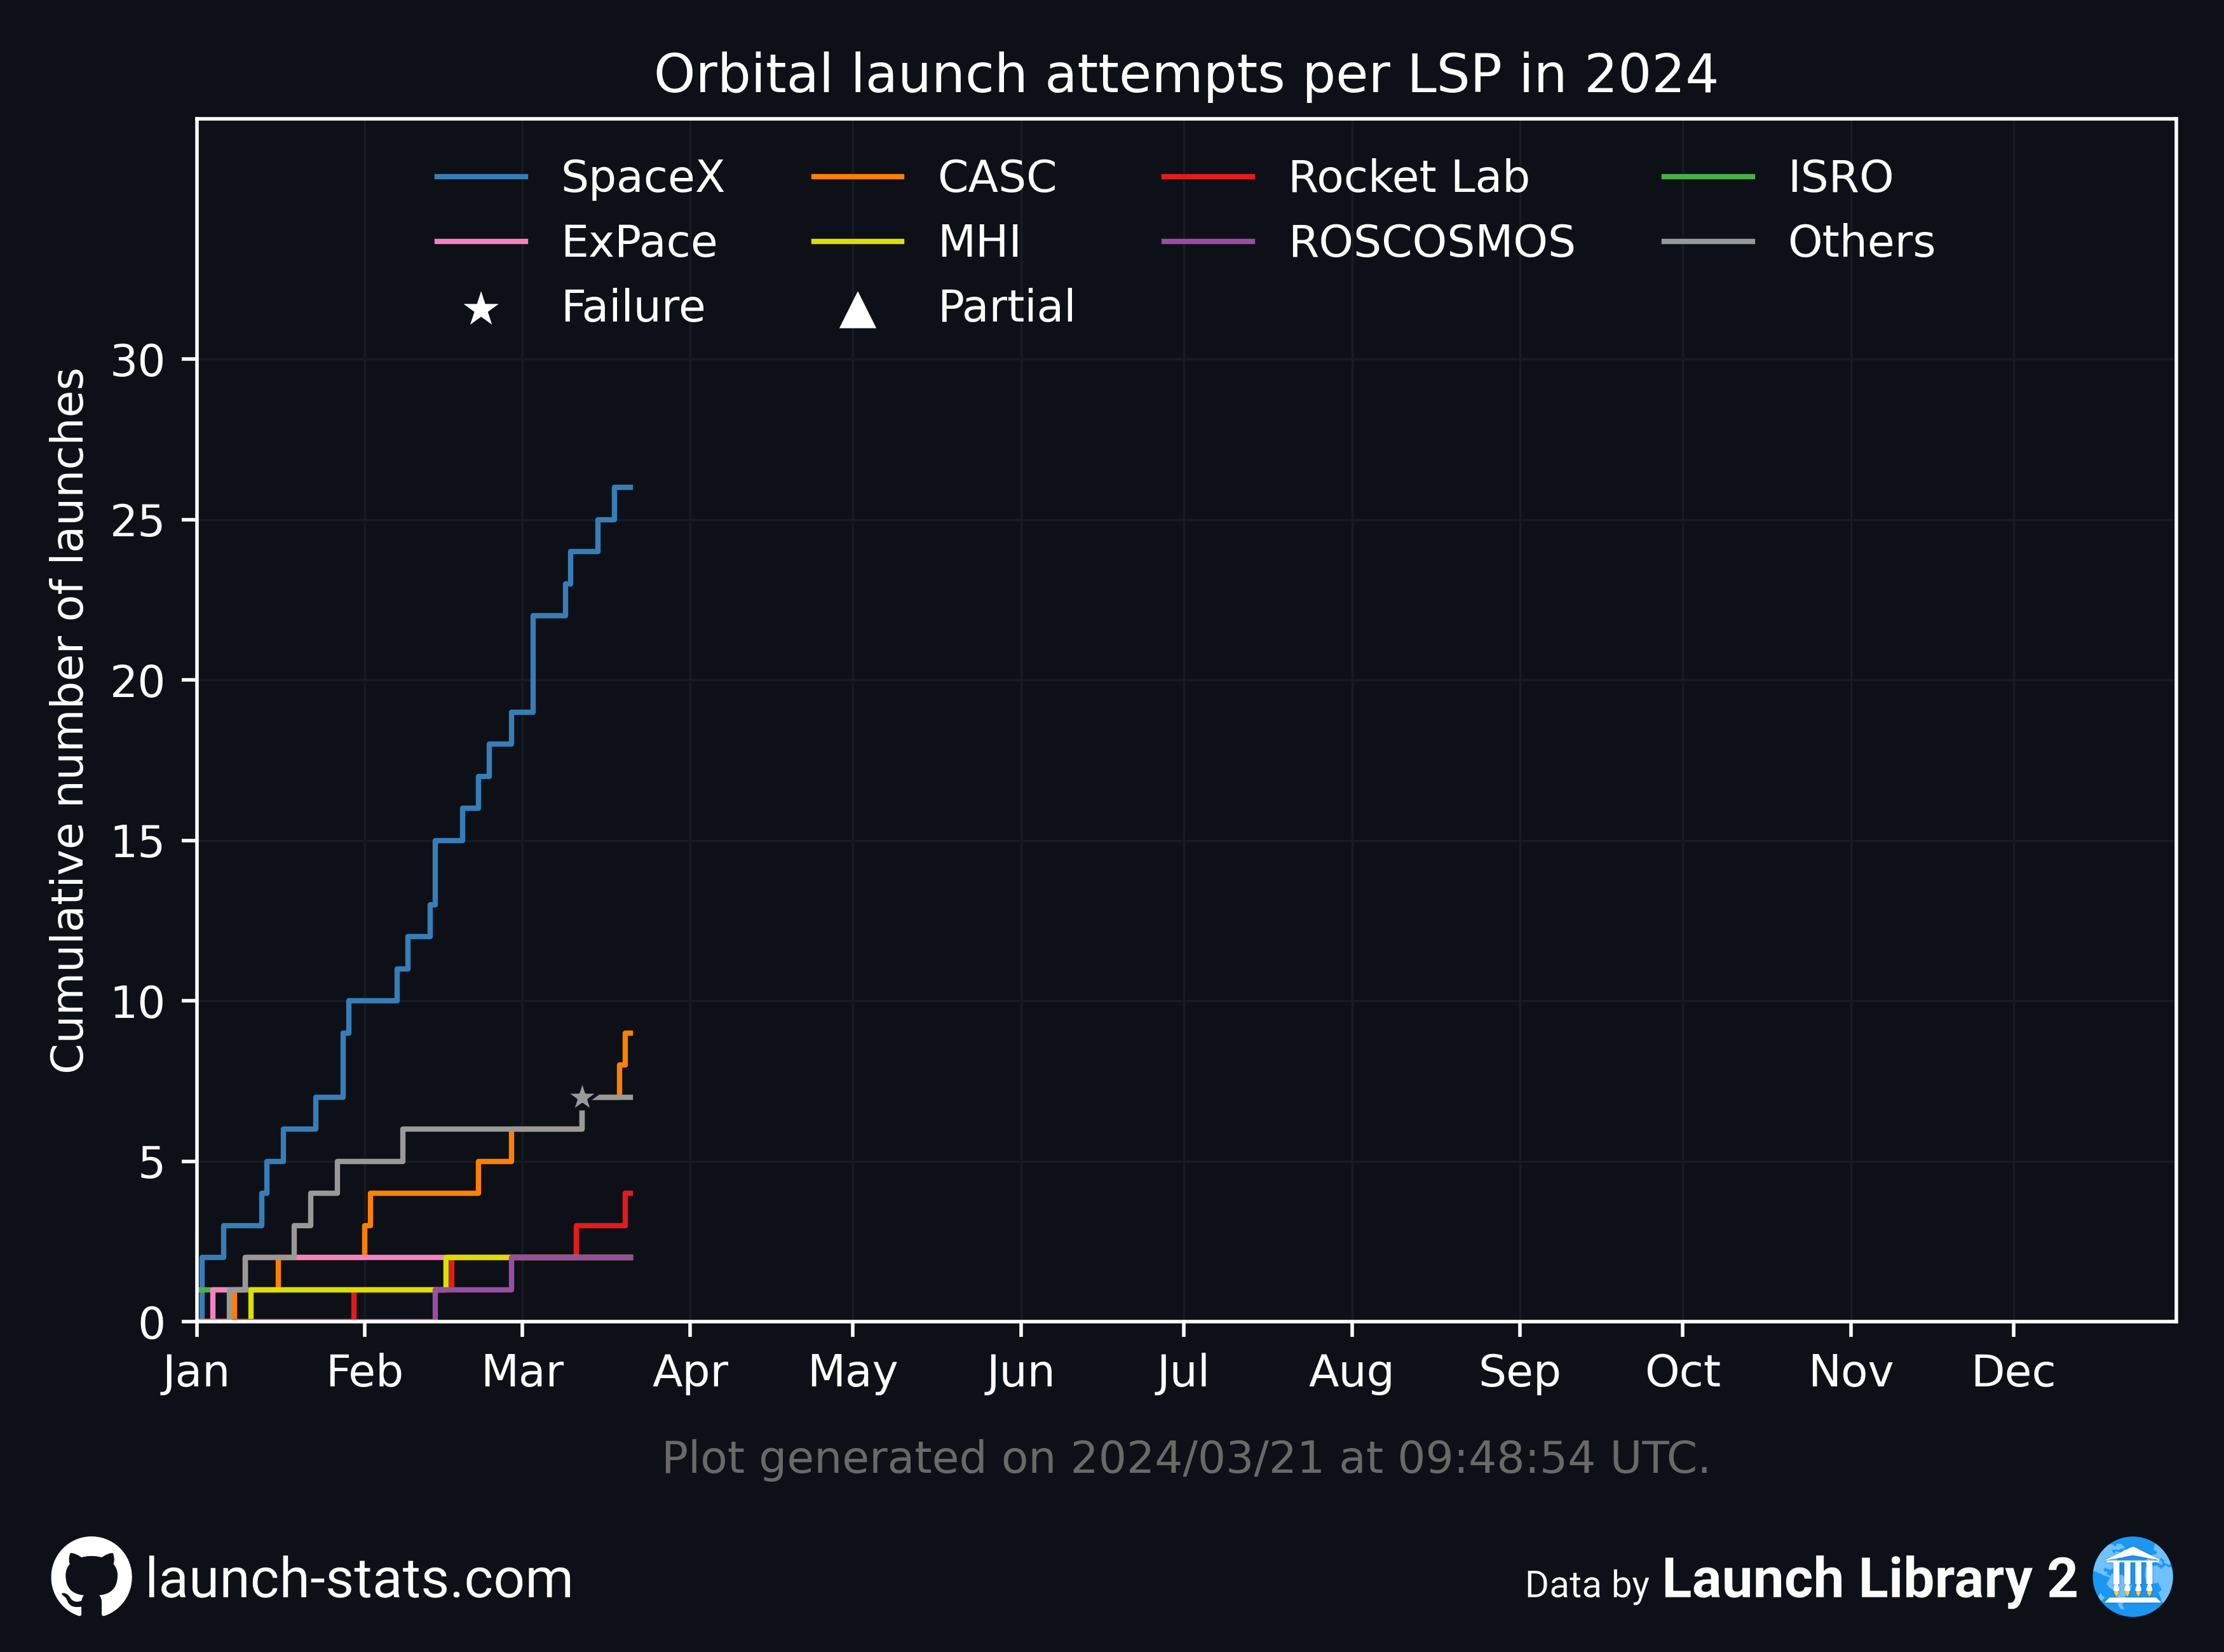 Orbital launch attempts per LSP in 2024
SpaceX CASC Rocket Lab ISRO
ExPace MHI ROSCOSMOS Others
Failure Partial
Cumulative number of launches
30
25
20
15
10
5
0
Jan Feb Mar Apr May Jun Jul Aug Sep Oct Nov Dec
Plot generated on 2024/03/21 at 09:48:54 UTC.
launch-stats.com Data by Launch Library 2